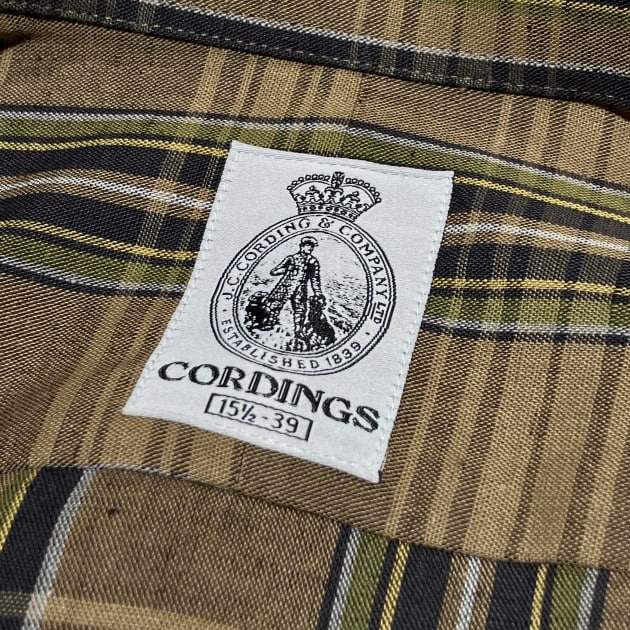 J.C.CORDING & COMPANY LTD
· ESTABLISHED 1839 ·
CORDINGS
15½-39